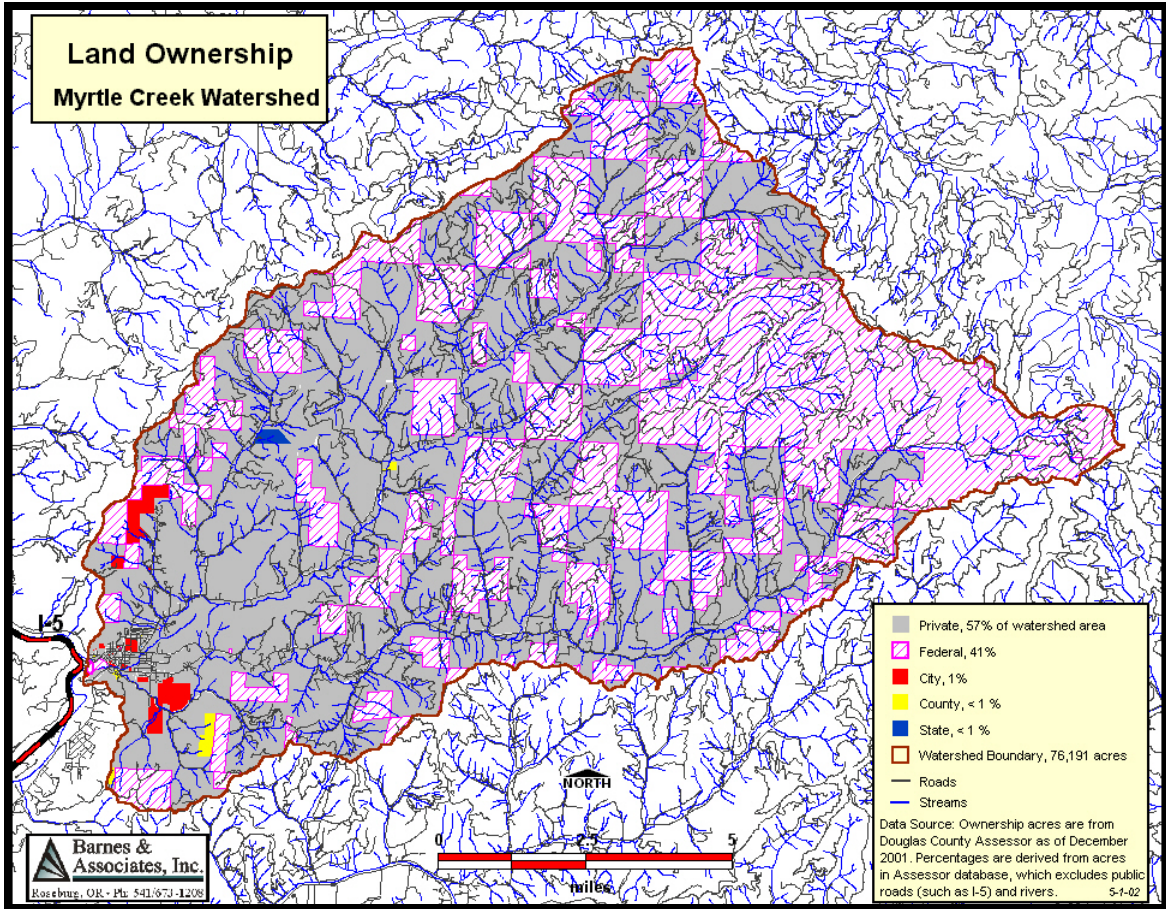 Land Ownership
Myrtle Creek Watershed
I-5
Private, 57% of watershed area
Federal, 41%
City, 1%
County, < 1 %
State, < 1 %
Watershed Boundary, 76,191 acres
Roads
Streams
Data Source: Ownership acres are from
Douglas County Assessor as of December
2001. Percentages are derived from acres
in Assessor database, which excludes public
roads (such as I-5) and rivers.
5-1-02
NORTH
0 2.5 5
miles
Barnes &
Associates, Inc.
Roseburg, OR - Ph: 541/673-1208